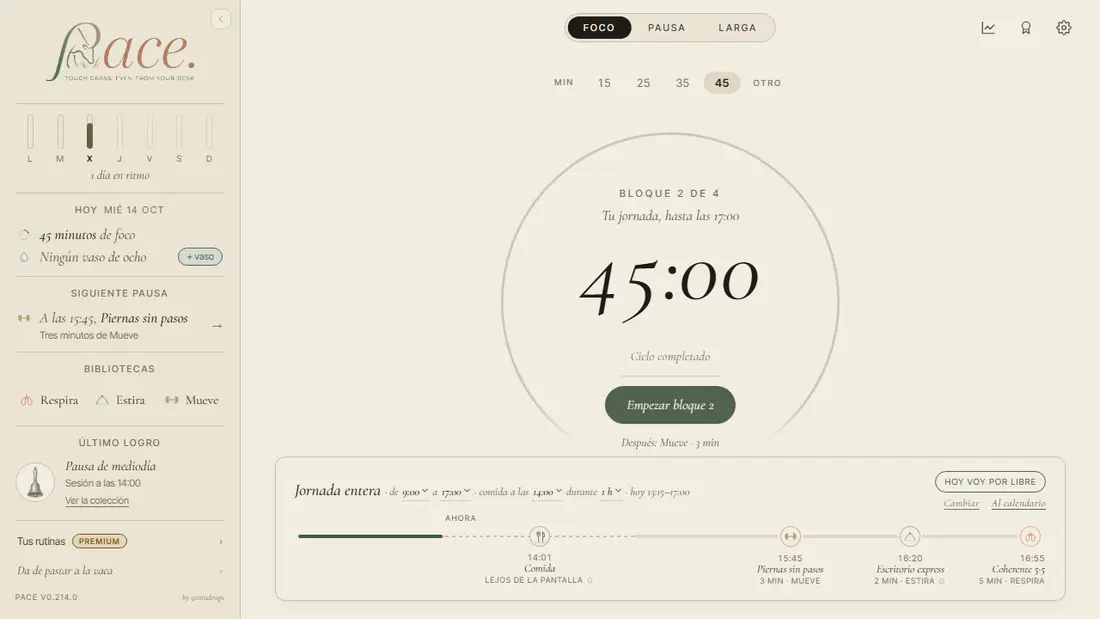 Pace.
TOUCH GRASS. EVEN FROM YOUR DESK
L M X J V S D
1 día en ritmo
HOY MIÉ 14 OCT
45 minutos de foco
Ningún vaso de ocho
+ vaso
SIGUIENTE PAUSA
A las 15:45, Piernas sin pasos →
Tres minutos de Mueve
BIBLIOTECAS
Respira Estira Mueve
ÚLTIMO LOGRO
Pausa de mediodía
Sesión a las 14:00
Ver la colección
Tus rutinas PREMIUM ›
Da de pastar a la vaca
PACE V0.214.0
FOCO PAUSA LARGA
MIN 15 25 35 45 OTRO
BLOQUE 2 DE 4
Tu jornada, hasta las 17:00
45:00
Ciclo completado
Empezar bloque 2
Después: Mueve · 3 min
Jornada entera · de 9:00 a 17:00 · comida a las 14:00 durante 1 h · hoy 13:15–17:00
HOY VOY POR LIBRE
Cambiar Al calendario
AHORA
14:01
Comida
LEJOS DE LA PANTALLA
15:45
Piernas sin pasos
3 MIN · MUEVE
16:20
Escritorio express
2 MIN · ESTIRA
16:55
Coherente 5·5
5 MIN · RESPIRA